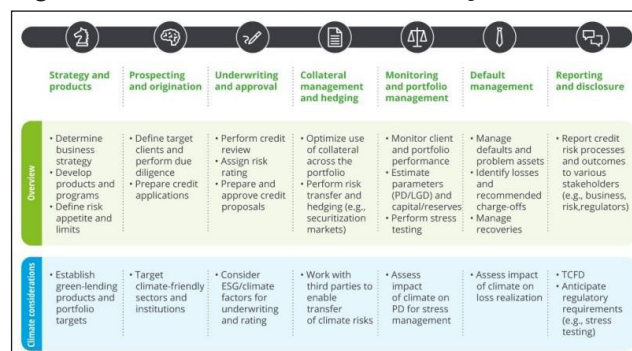 Strategy and
products
Prospecting
and origination
Underwriting
and approval
Collateral
management
and hedging
Monitoring
and portfolio
management
Default
management
Reporting
and disclosure
Overview
• Determine
business
strategy
• Develop
products and
programs
• Define risk
appetite and
limits
• Define target
clients and
perform due
diligence
• Prepare credit
applications
• Perform credit
review
• Assign risk
rating
• Prepare and
approve credit
proposals
• Optimize use
of collateral
across the
portfolio
• Perform risk
transfer and
hedging (e.g.,
securitization
markets)
• Monitor client
and portfolio
performance
• Estimate
parameters
(PD/LGD) and
capital/reserves
• Perform stress
testing
• Manage
defaults and
problem assets
• Identify losses
and
recommended
charge-offs
• Manage
recoveries
• Report credit
risk processes
and outcomes
to various
stakeholders
(e.g., business,
risk,regulators)
Climate considerations
• Establish
green-lending
products and
portfolio
targets
• Target
climate-friendly
sectors and
institutions
• Consider
ESG/climate
factors for
underwriting
and rating
• Work with
third parties to
enable
transfer
of climate risks
• Assess
impact
of climate on
PD for stress
management
• Assess impact
of climate on
loss realization
• TCFD
• Anticipate
regulatory
requirements
(e.g., stress
testing)